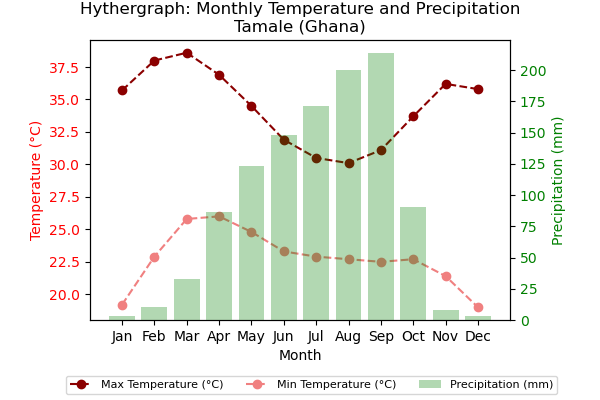 Hythergraph: Monthly Temperature and Precipitation
Tamale (Ghana)
37.5
35.0
32.5
30.0
27.5
25.0
22.5
20.0
Temperature (°C)
200
175
150
125
100
75
50
25
0
Precipitation (mm)
Jan Feb Mar Apr May Jun Jul Aug Sep Oct Nov Dec
Month
Max Temperature (°C) Min Temperature (°C) Precipitation (mm)